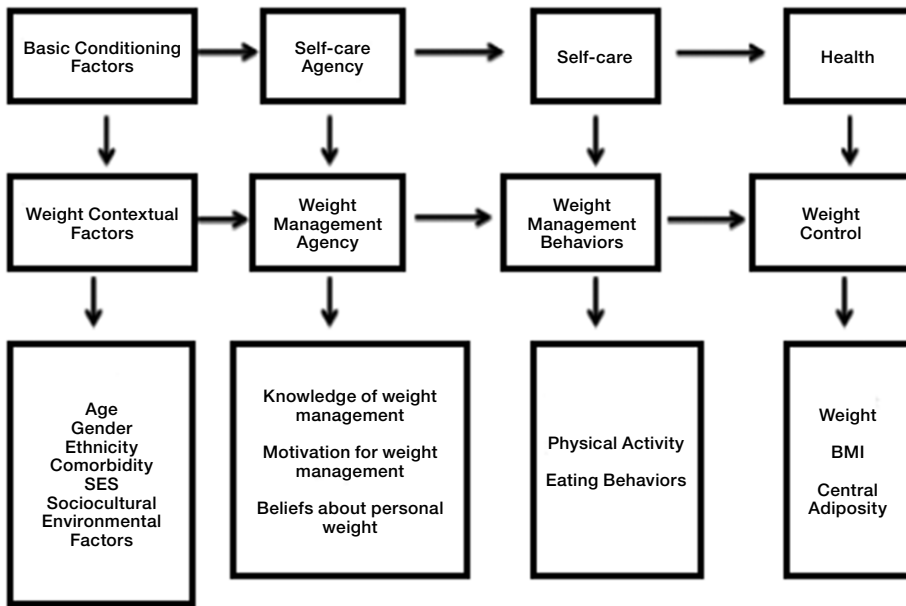 Basic Conditioning
Factors
Self-care
Agency
Self-care
Health
Weight Contextual
Factors
Weight
Management
Agency
Weight
Management
Behaviors
Weight
Control
Age
Gender
Ethnicity
Comorbidity
SES
Sociocultural
Environmental
Factors
Knowledge of weight
management
Motivation for weight
management
Beliefs about personal
weight
Physical Activity
Eating Behaviors
Weight
BMI
Central
Adiposity